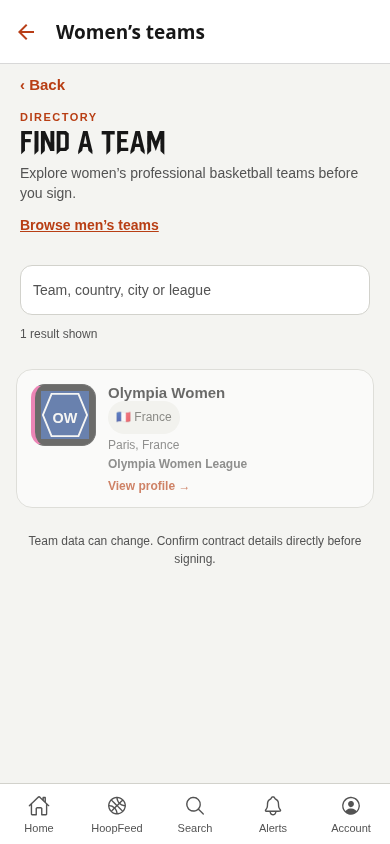 Women’s teams
‹ Back
DIRECTORY
FIND A TEAM
Explore women’s professional basketball teams before
you sign.
Browse men’s teams
Team, country, city or league
1 result shown
OW
Olympia Women
France
Paris, France
Olympia Women League
View profile →
Team data can change. Confirm contract details directly before
signing.
Home
HoopFeed
Search
Alerts
Account